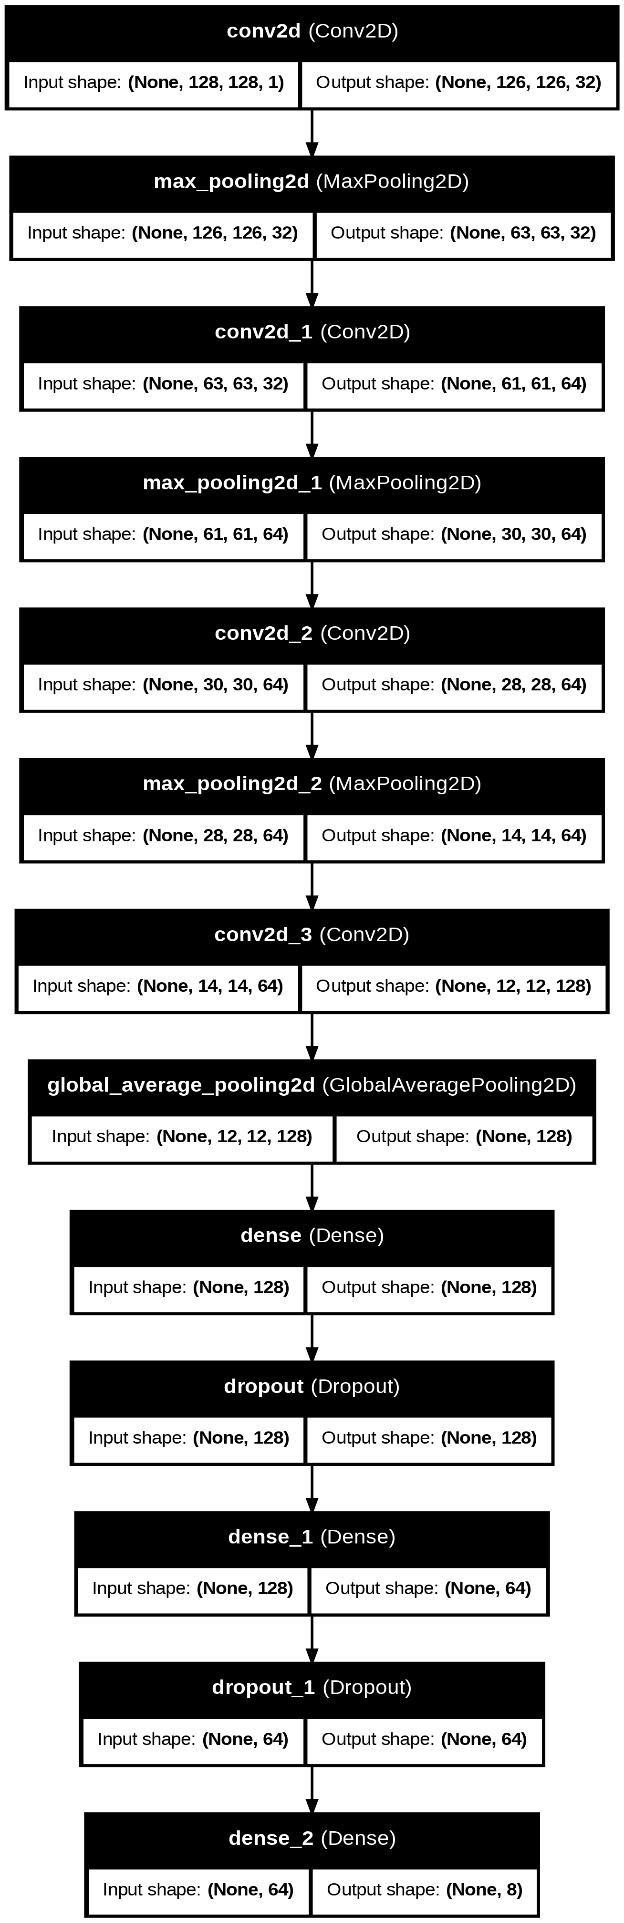 conv2d (Conv2D)
Input shape: (None, 128, 128, 1) Output shape: (None, 126, 126, 32)
max_pooling2d (MaxPooling2D)
Input shape: (None, 126, 126, 32) Output shape: (None, 63, 63, 32)
conv2d_1 (Conv2D)
Input shape: (None, 63, 63, 32) Output shape: (None, 61, 61, 64)
max_pooling2d_1 (MaxPooling2D)
Input shape: (None, 61, 61, 64) Output shape: (None, 30, 30, 64)
conv2d_2 (Conv2D)
Input shape: (None, 30, 30, 64) Output shape: (None, 28, 28, 64)
max_pooling2d_2 (MaxPooling2D)
Input shape: (None, 28, 28, 64) Output shape: (None, 14, 14, 64)
conv2d_3 (Conv2D)
Input shape: (None, 14, 14, 64) Output shape: (None, 12, 12, 128)
global_average_pooling2d (GlobalAveragePooling2D)
Input shape: (None, 12, 12, 128) Output shape: (None, 128)
dense (Dense)
Input shape: (None, 128) Output shape: (None, 128)
dropout (Dropout)
Input shape: (None, 128) Output shape: (None, 128)
dense_1 (Dense)
Input shape: (None, 128) Output shape: (None, 64)
dropout_1 (Dropout)
Input shape: (None, 64) Output shape: (None, 64)
dense_2 (Dense)
Input shape: (None, 64) Output shape: (None, 8)